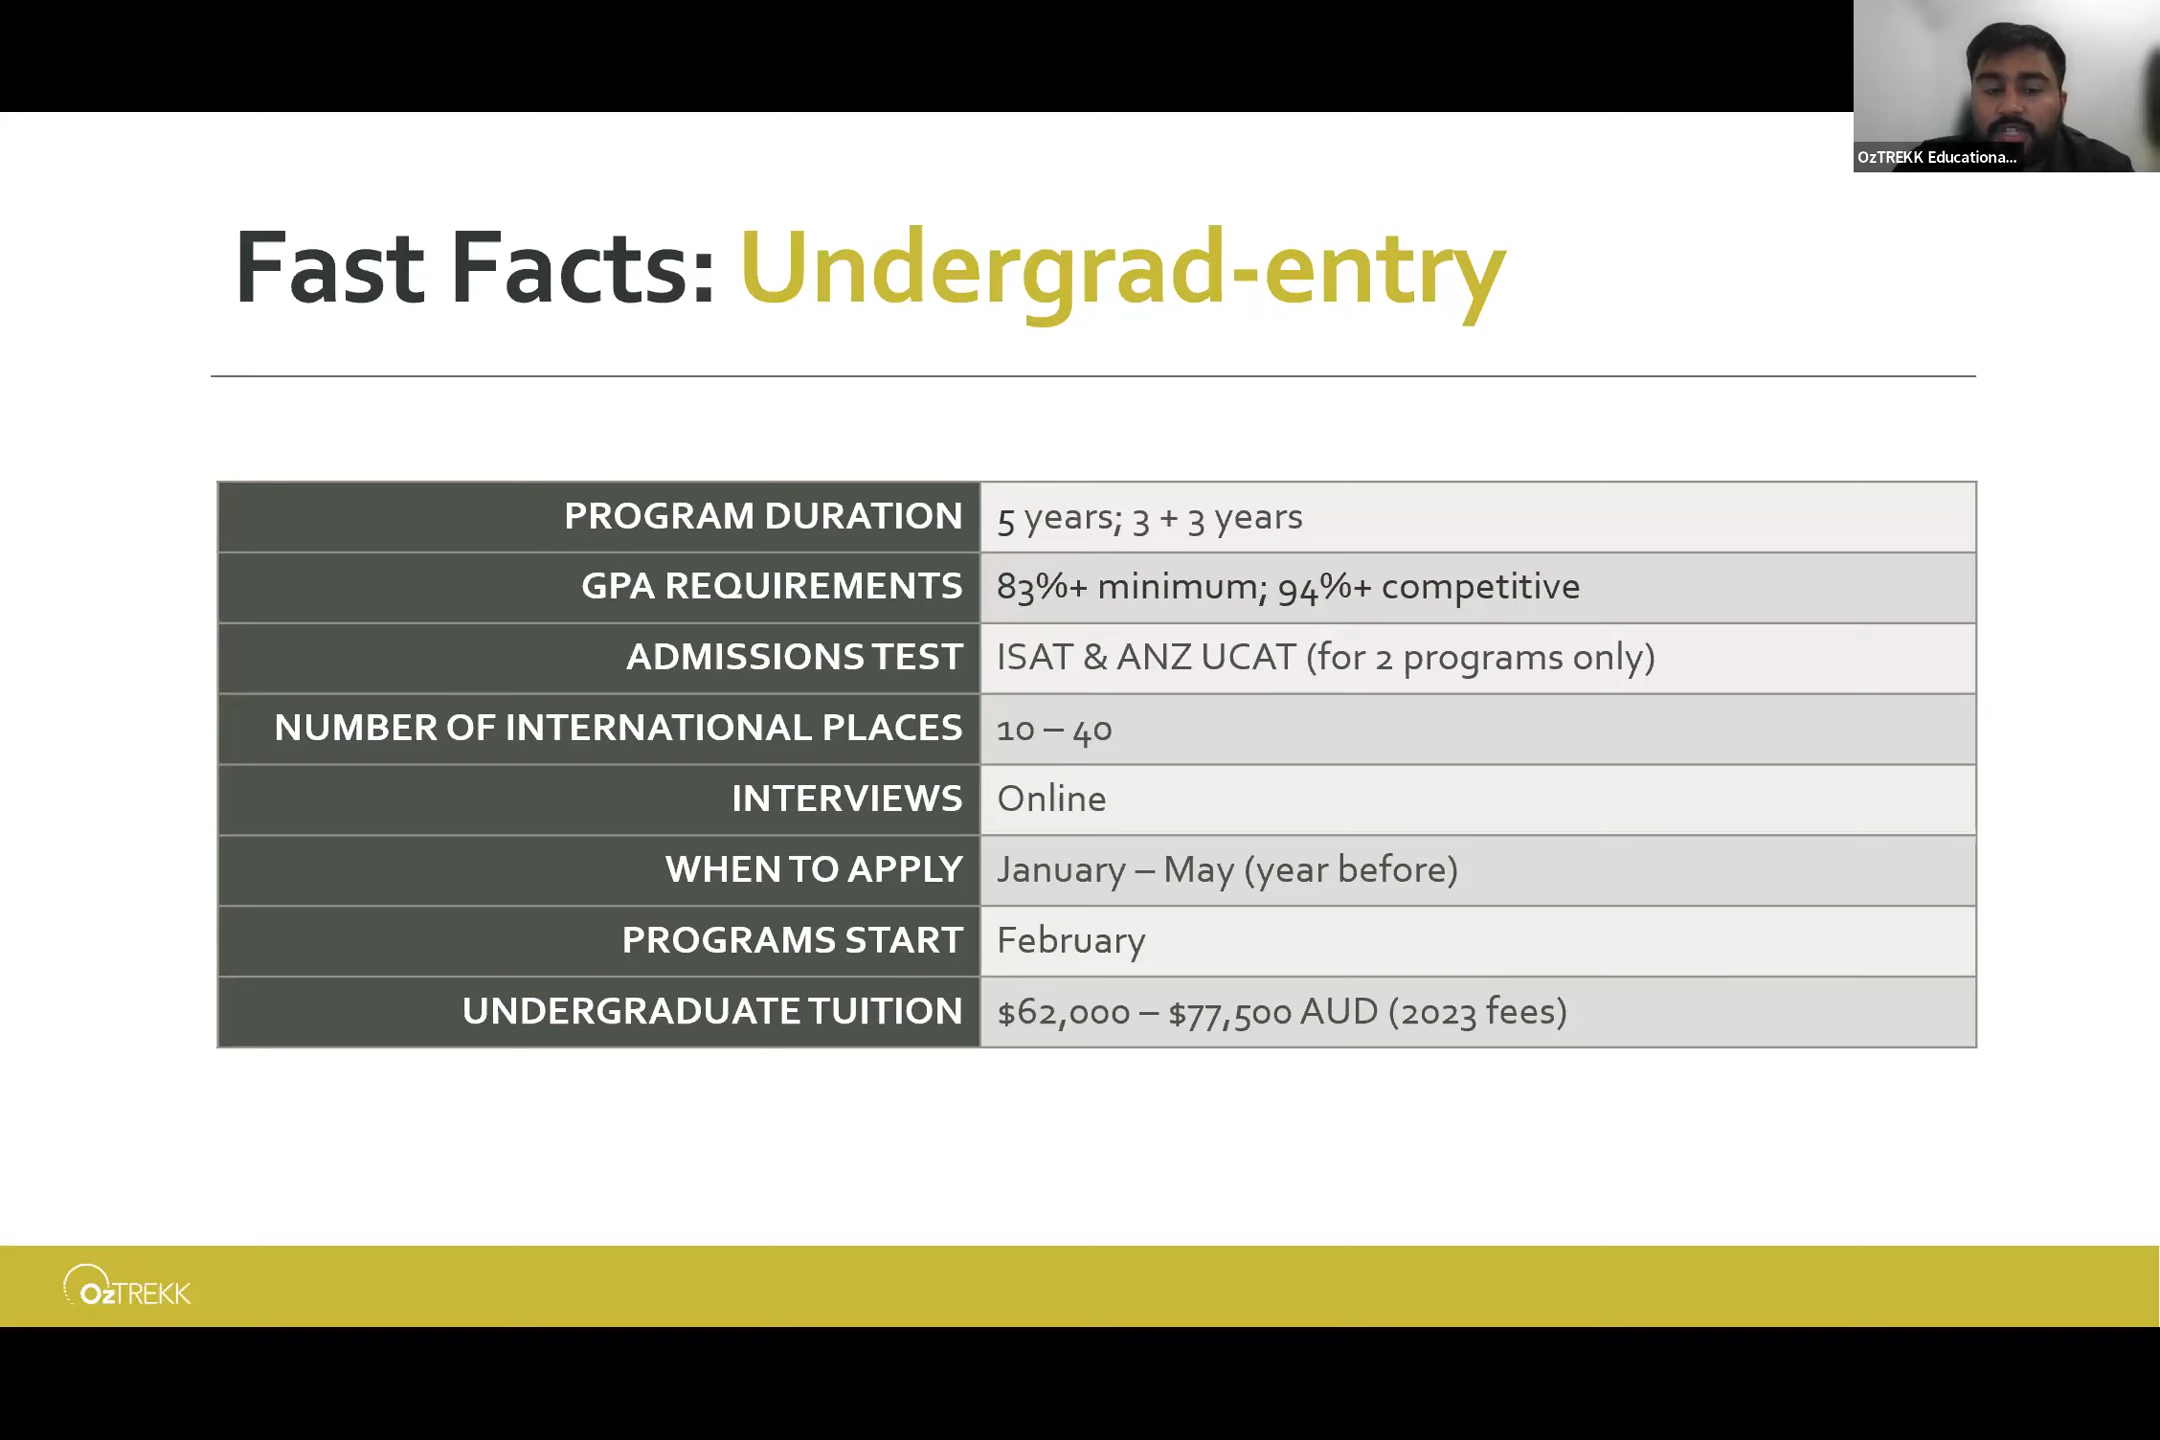 OzTREKK Educationa...
Fast Facts: Undergrad-entry
PROGRAM DURATION 5 years; 3 + 3 years
GPA REQUIREMENTS 83%+ minimum; 94%+ competitive
ADMISSIONS TEST ISAT & ANZ UCAT (for 2 programs only)
NUMBER OF INTERNATIONAL PLACES 10 – 40
INTERVIEWS Online
WHEN TO APPLY January – May (year before)
PROGRAMS START February
UNDERGRADUATE TUITION $62,000 – $77,500 AUD (2023 fees)
OzTREKK